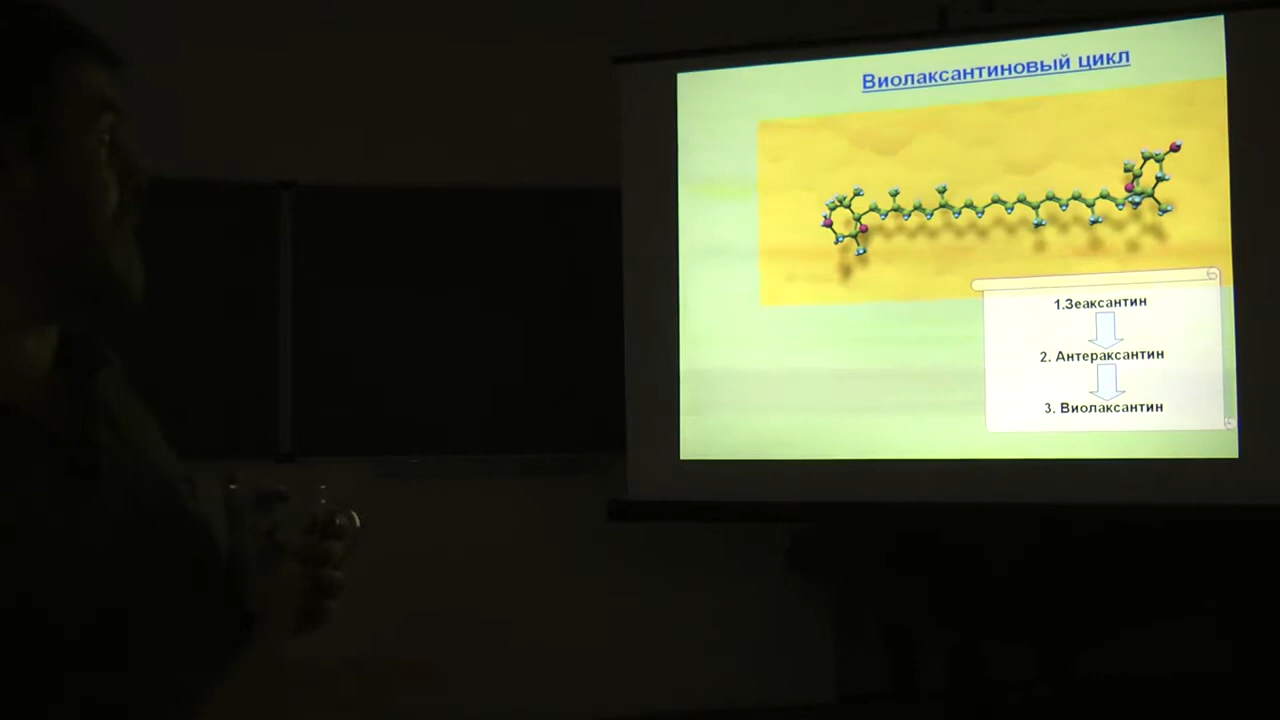 Виолаксантиновый цикл
1.Зеаксантин
2. Антераксантин
3. Виолаксантин